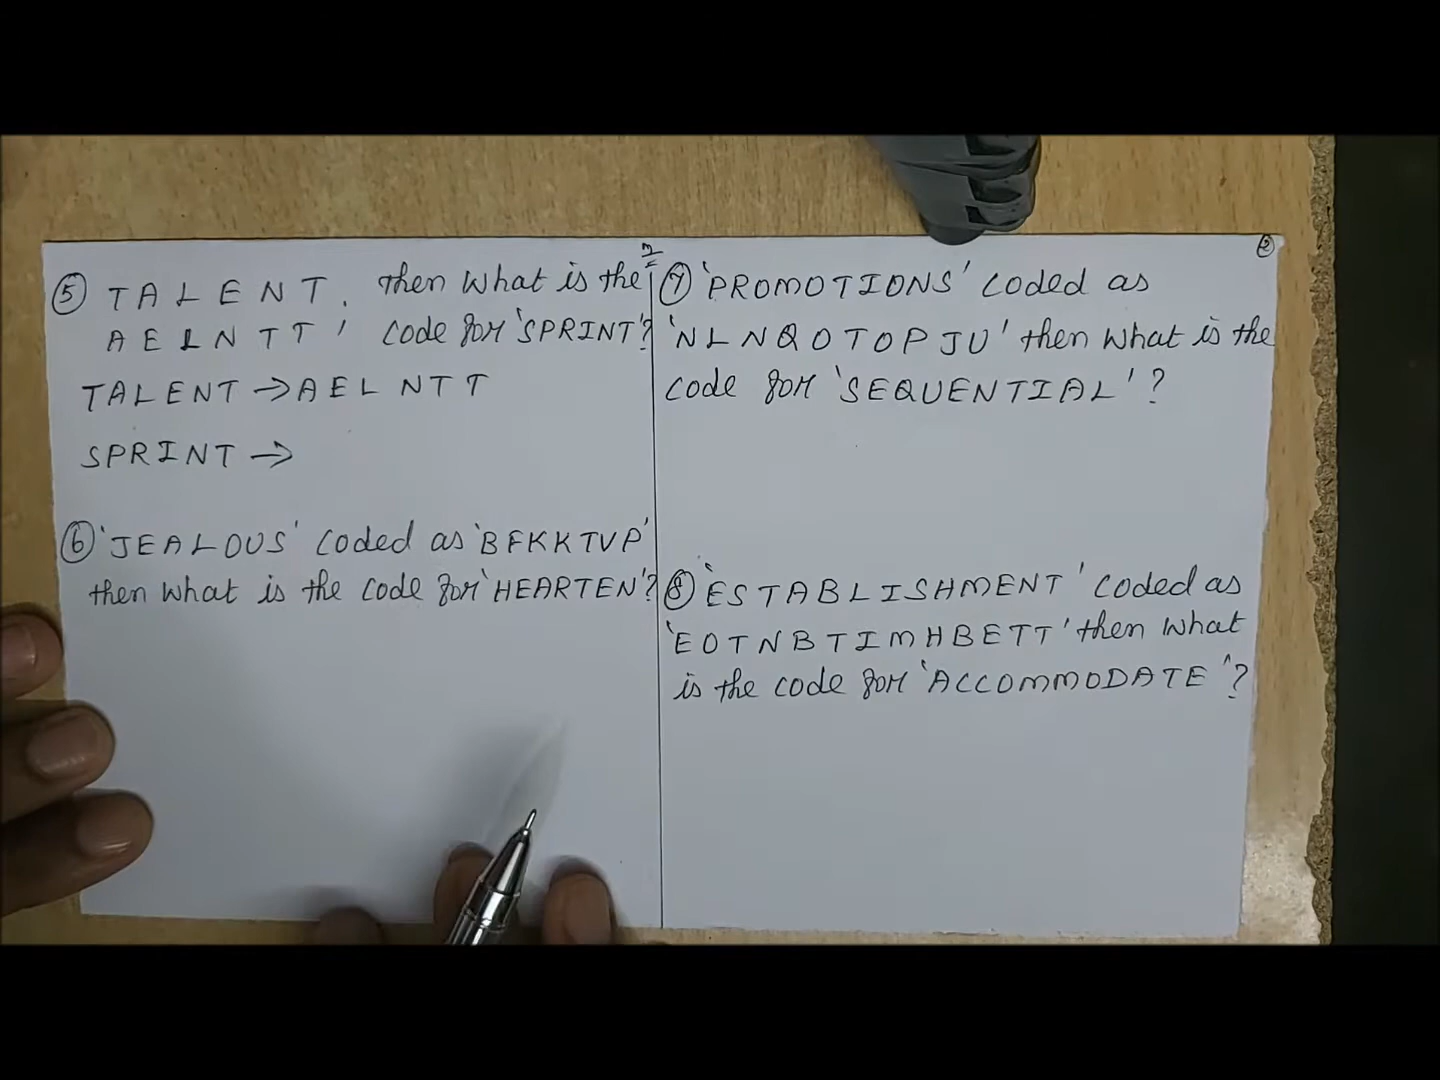 ⑤ TALENT. then what is the
AELNTT' code for 'SPRINT'?
TALENT → AELNTT
SPRINT →
⑥ 'JEALOUS' coded as 'BFKKTVP'
then what is the code for 'HEARTEN'?
②
⑦ 'PROMOTIONS' coded as
'NLNQOTOPJU' then what is the
code for 'SEQUENTIAL'?
⑧ 'ESTABLISHMENT' coded as
'EOTNBTIMHBETT' then what
is the code for 'ACCOMMODATE'?